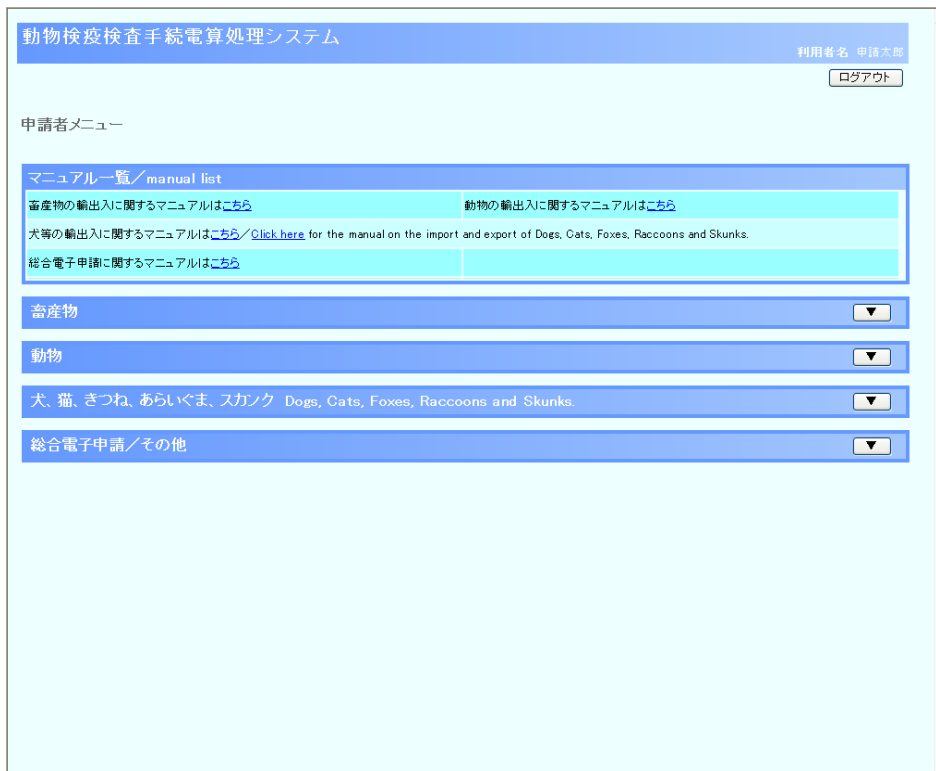 動物検疫検査手続電算処理システム
利用者名 申請太郎
ログアウト
申請者メニュー
マニュアル一覧／manual list
畜産物の輸出入に関するマニュアルはこちら
動物の輸出入に関するマニュアルはこちら
犬等の輸出入に関するマニュアルはこちら／Click here for the manual on the import and export of Dogs, Cats, Foxes, Raccoons and Skunks.
総合電子申請に関するマニュアルはこちら
畜産物 ▼
動物 ▼
犬、猫、きつね、あらいぐま、スカンク Dogs, Cats, Foxes, Raccoons and Skunks. ▼
総合電子申請／その他 ▼